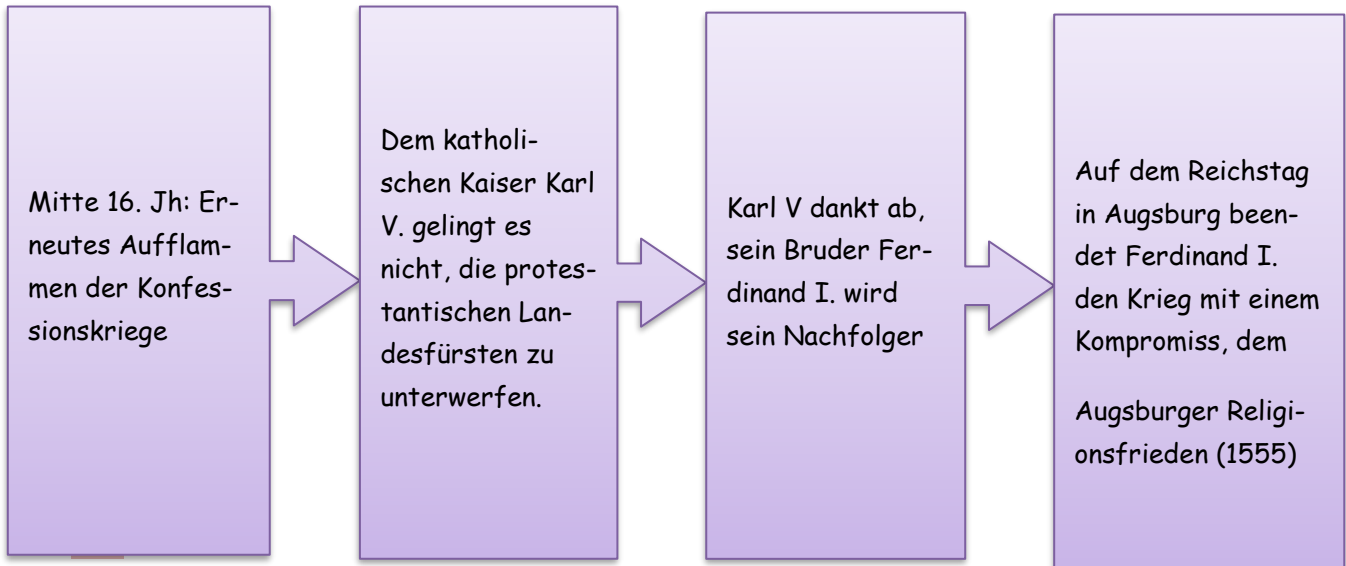 Mitte 16. Jh: Er-
neutes Aufflam-
men der Konfes-
sionskriege
Dem katholi-
schen Kaiser Karl
V. gelingt es
nicht, die protes-
tantischen Lan-
desfürsten zu
unterwerfen.
Karl V dankt ab,
sein Bruder Fer-
dinand I. wird
sein Nachfolger
Auf dem Reichstag
in Augsburg been-
det Ferdinand I.
den Krieg mit einem
Kompromiss, dem
Augsburger Religi-
onsfrieden (1555)